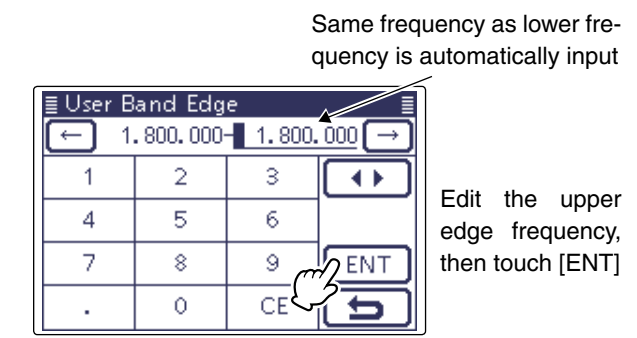 Same frequency as lower fre-
quency is automatically input
User Band Edge
← 1.800.000- 1.800.000 →
1 2 3 ◀ ▶
4 5 6
7 8 9 ENT
. 0 CE
Edit the upper
edge frequency,
then touch [ENT]